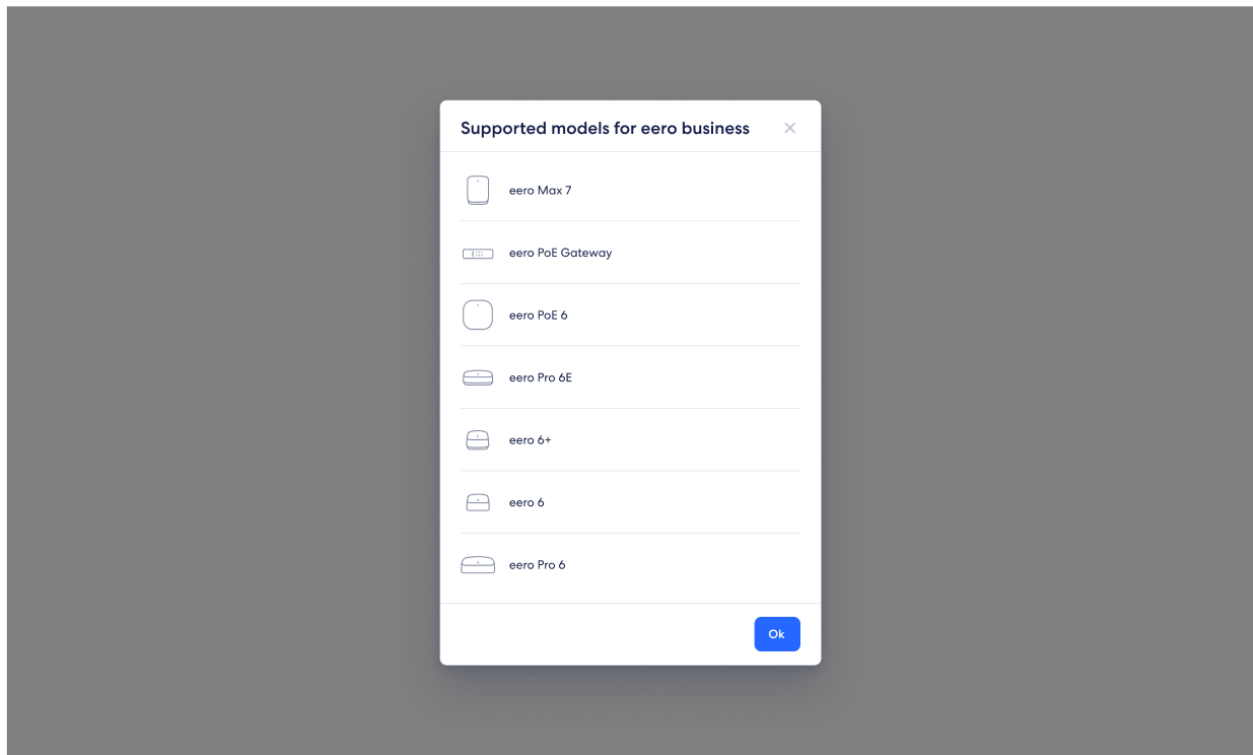 Supported models for eero business
eero Max 7
eero PoE Gateway
eero PoE 6
eero Pro 6E
eero 6+
eero 6
eero Pro 6
Ok